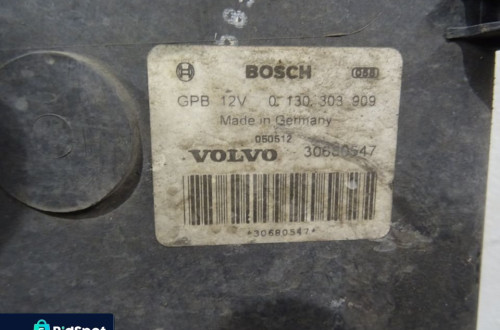 BOSCH
GPB 12V 0 130 303 909
Made in Germany
050512
VOLVO 30680547
*30680547*
BidSpot